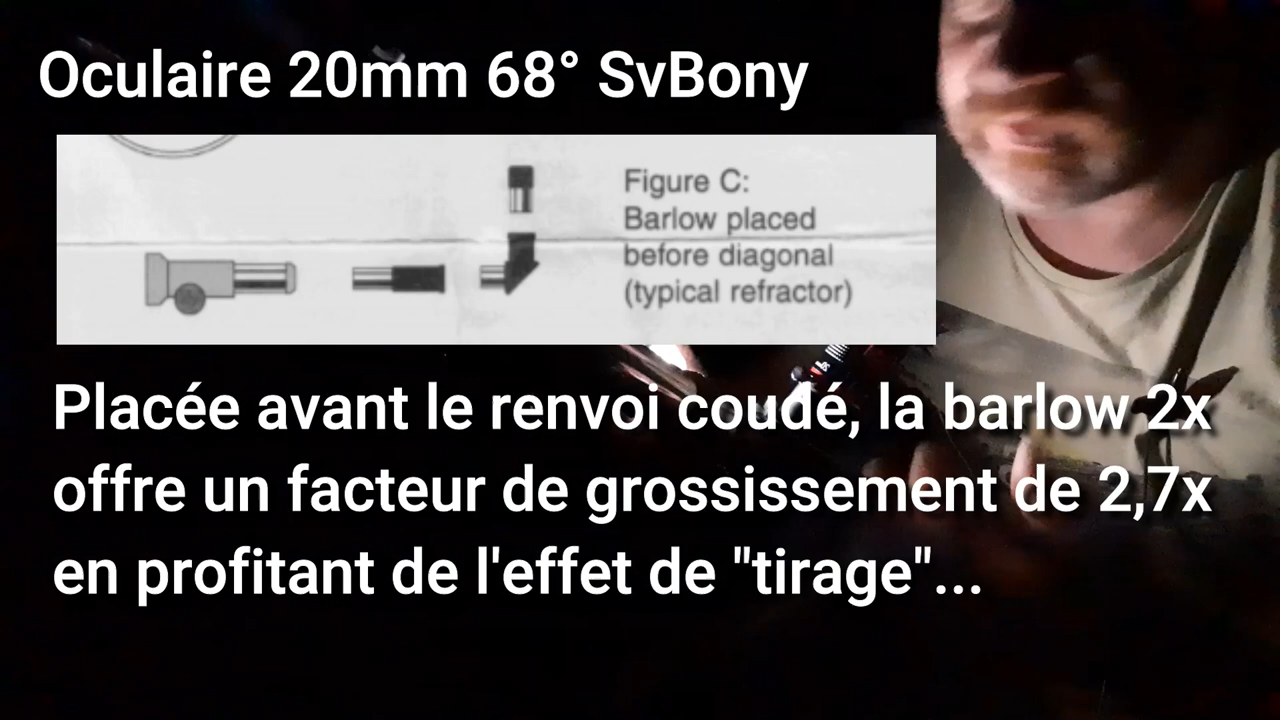 Oculaire 20mm 68° SvBony
Figure C:
Barlow placed
before diagonal
(typical refractor)
Placée avant le renvoi coudé, la barlow 2x
offre un facteur de grossissement de 2,7x
en profitant de l'effet de "tirage"...